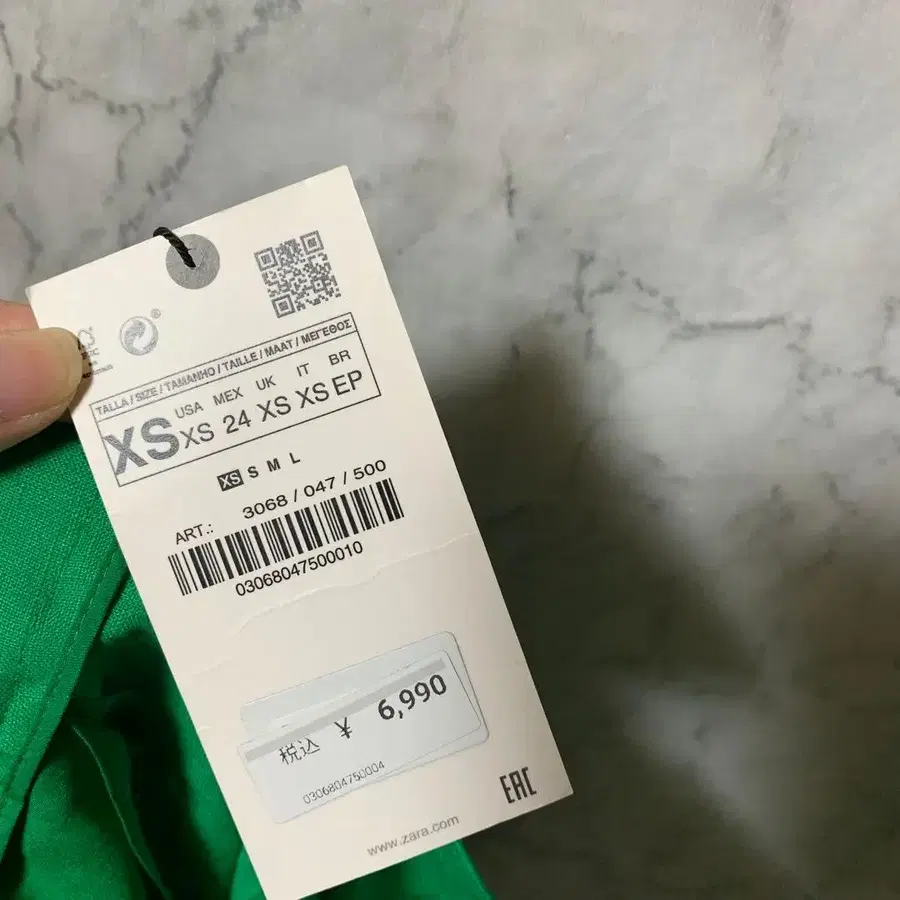 TALLA / SIZE / TAMANHO / TAILLE / MAAT / ΜΕΓΕΘΟΣ
USA MEX UK IT BR
XS XS 24 XS XS EP
XS S M L
ART.: 3068 / 047 / 500
03068047500010
税込 ¥ 6,990
0306804750004
www.zara.com
EAC